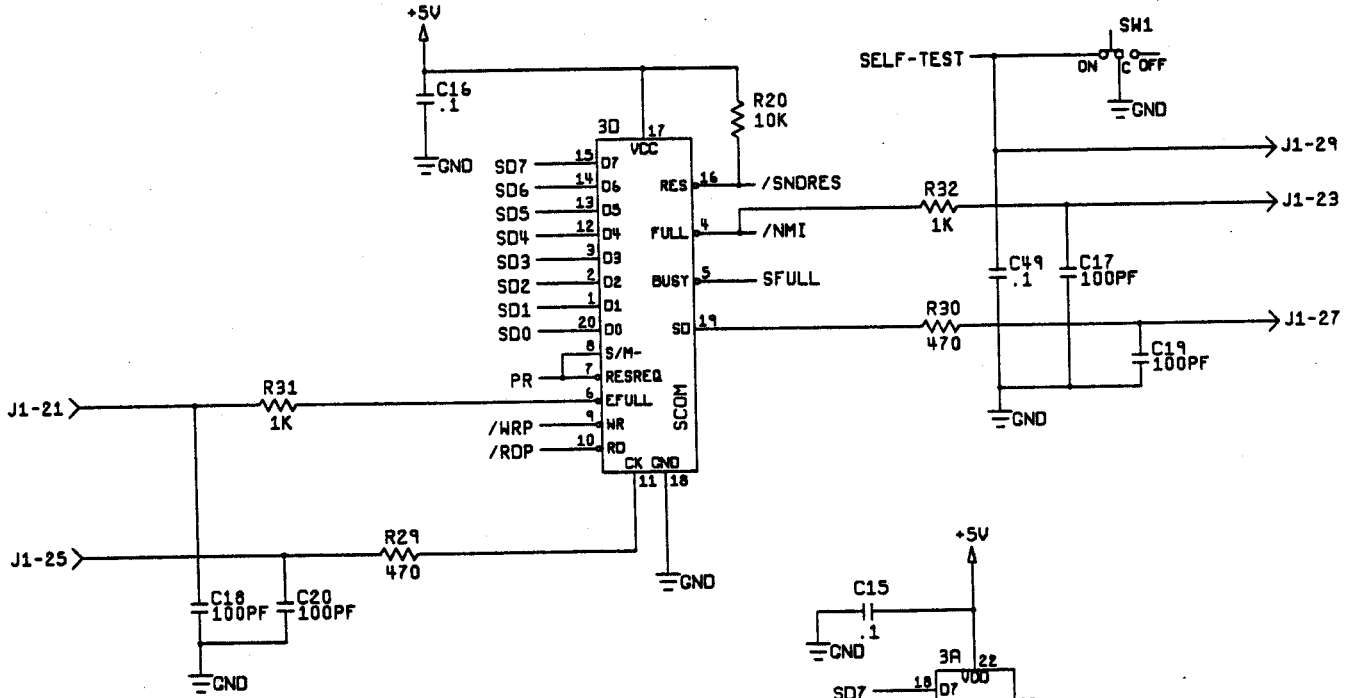 +5V
SW1
SELF-TEST
ON C OFF
GND
C16
.1
GND
R20
10K
3D
17
VCC
SD7 15 D7
SD6 14 D6
SD5 13 D5
SD4 12 D4
SD3 3 D3
SD2 2 D2
SD1 1 D1
SD0 20 D0
8 S/M-
PR 7 RESREQ
6 EFULL
/WRP 9 WR
/RDP 10 RD
RES 16 /SNDRES
FULL 4 /NMI
BUSY 5 SFULL
SD 19
SCOM
CK GND
11 18
GND
J1-29
R32
1K
J1-23
C49
.1
C17
100PF
R30
470
J1-27
C19
100PF
GND
J1-21
R31
1K
J1-25
R29
470
C18
100PF
C20
100PF
GND
+5V
C15
.1
GND
3A
22
VDD
SD7 18 D7